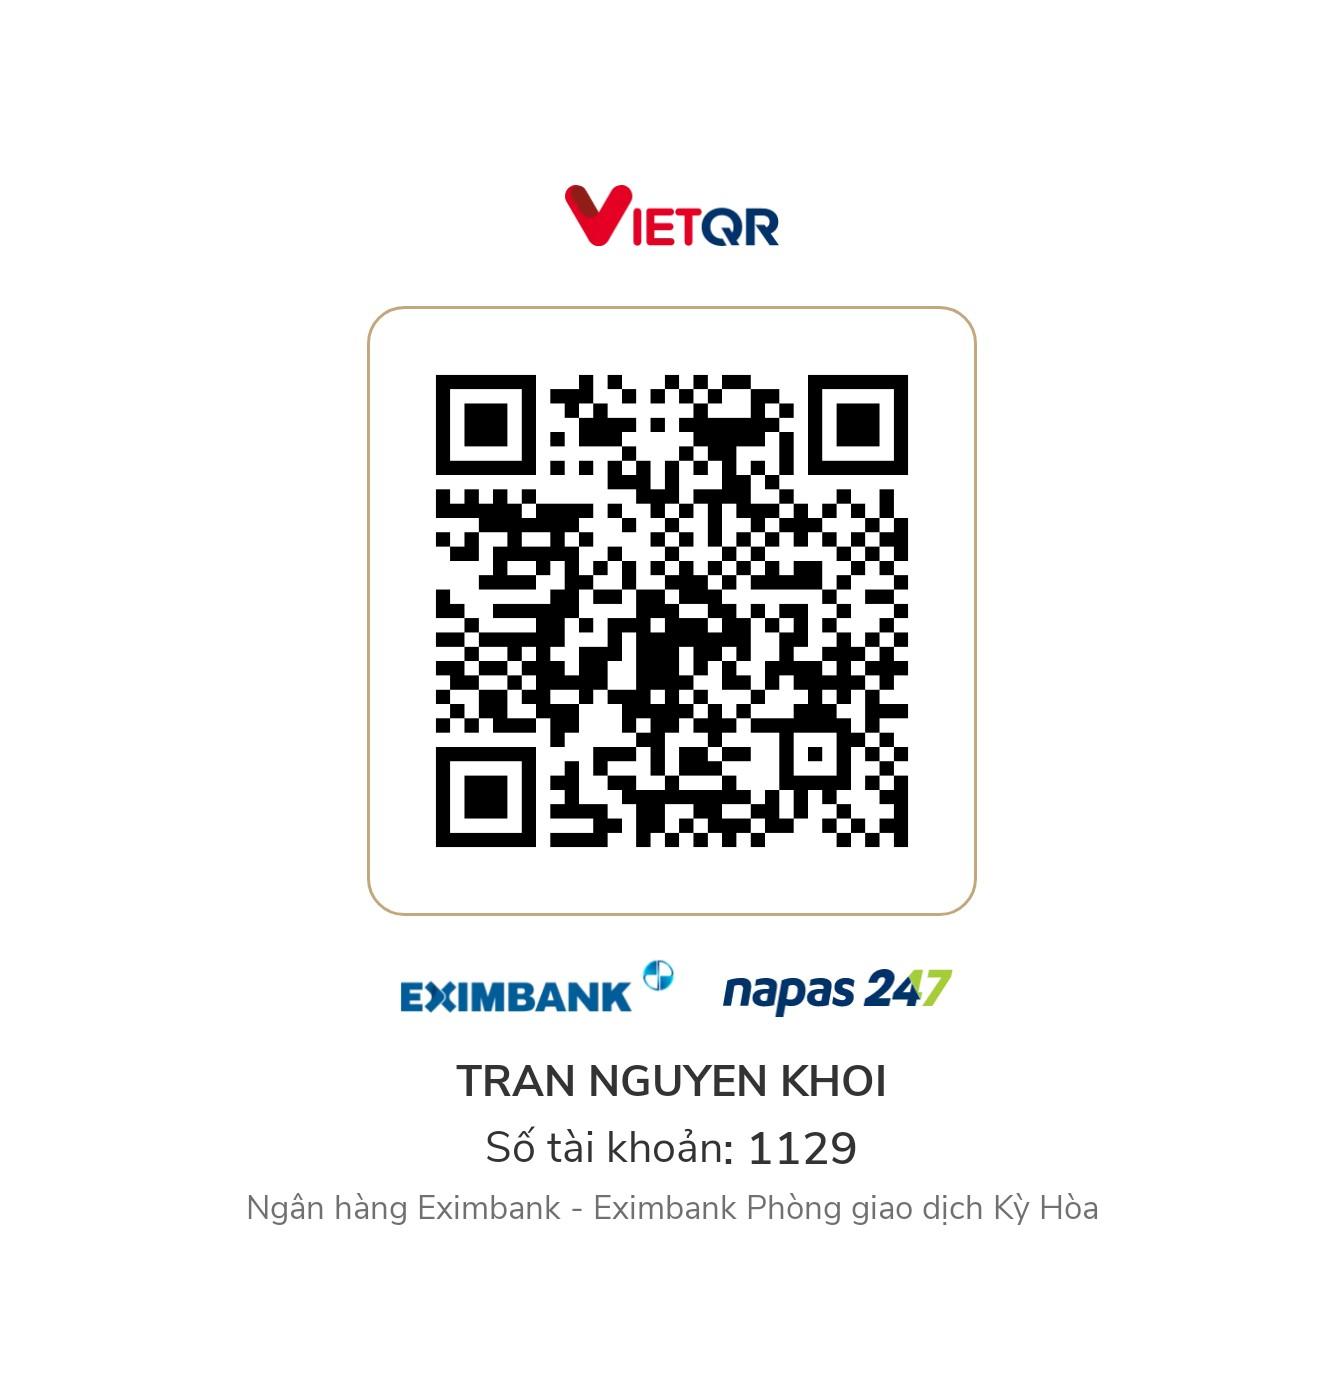 VIETQR
EXIMBANK napas 247
TRAN NGUYEN KHOI
Số tài khoản: 1129
Ngân hàng Eximbank - Eximbank Phòng giao dịch Kỳ Hòa